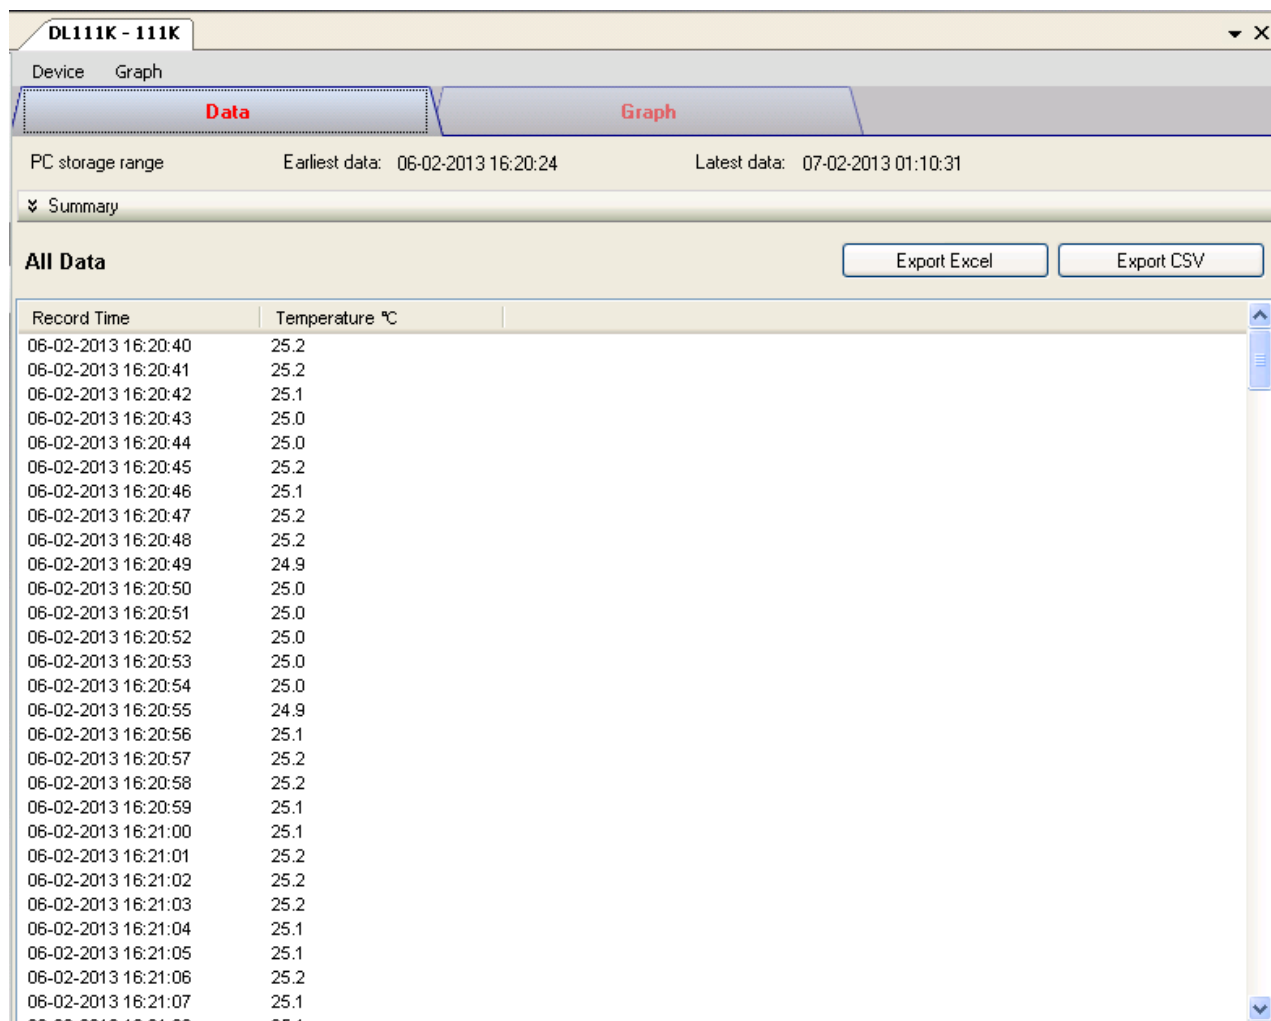 DL111K - 111K
Device Graph
Data Graph
PC storage range Earliest data: 06-02-2013 16:20:24 Latest data: 07-02-2013 01:10:31
Summary
All Data Export Excel Export CSV
Record Time Temperature ℃
06-02-2013 16:20:40 25.2
06-02-2013 16:20:41 25.2
06-02-2013 16:20:42 25.1
06-02-2013 16:20:43 25.0
06-02-2013 16:20:44 25.0
06-02-2013 16:20:45 25.2
06-02-2013 16:20:46 25.1
06-02-2013 16:20:47 25.2
06-02-2013 16:20:48 25.2
06-02-2013 16:20:49 24.9
06-02-2013 16:20:50 25.0
06-02-2013 16:20:51 25.0
06-02-2013 16:20:52 25.0
06-02-2013 16:20:53 25.0
06-02-2013 16:20:54 25.0
06-02-2013 16:20:55 24.9
06-02-2013 16:20:56 25.1
06-02-2013 16:20:57 25.2
06-02-2013 16:20:58 25.2
06-02-2013 16:20:59 25.1
06-02-2013 16:21:00 25.1
06-02-2013 16:21:01 25.2
06-02-2013 16:21:02 25.2
06-02-2013 16:21:03 25.2
06-02-2013 16:21:04 25.1
06-02-2013 16:21:05 25.1
06-02-2013 16:21:06 25.2
06-02-2013 16:21:07 25.1